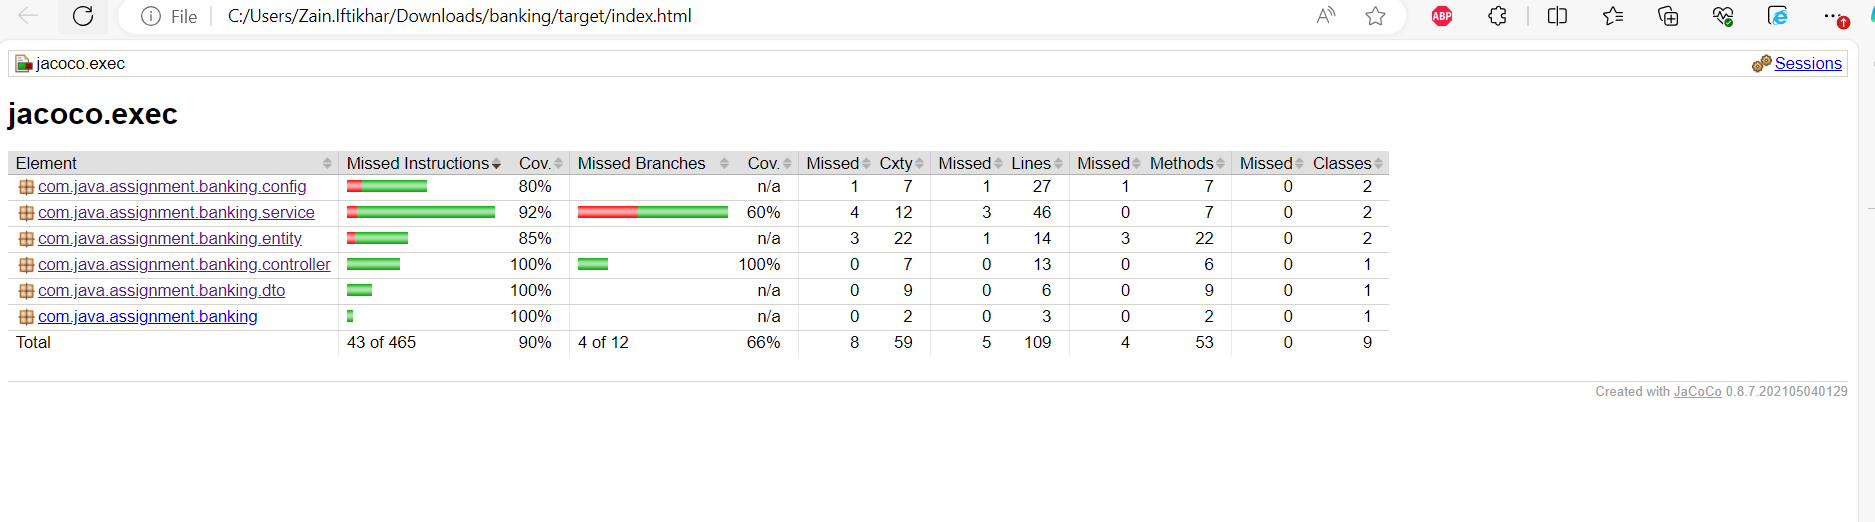 File C:/Users/Zain.Iftikhar/Downloads/banking/target/index.html A ABP
jacoco.exec Sessions
jacoco.exec
Element Missed Instructions Cov. Missed Branches Cov. Missed Cxty Missed Lines Missed Methods Missed Classes
com.java.assignment.banking.config 80% n/a 1 7 1 27 1 7 0 2
com.java.assignment.banking.service 92% 60% 4 12 3 46 0 7 0 2
com.java.assignment.banking.entity 85% n/a 3 22 1 14 3 22 0 2
com.java.assignment.banking.controller 100% 100% 0 7 0 13 0 6 0 1
com.java.assignment.banking.dto 100% n/a 0 9 0 6 0 9 0 1
com.java.assignment.banking 100% n/a 0 2 0 3 0 2 0 1
Total 43 of 465 90% 4 of 12 66% 8 59 5 109 4 53 0 9
Created with JaCoCo 0.8.7.202105040129